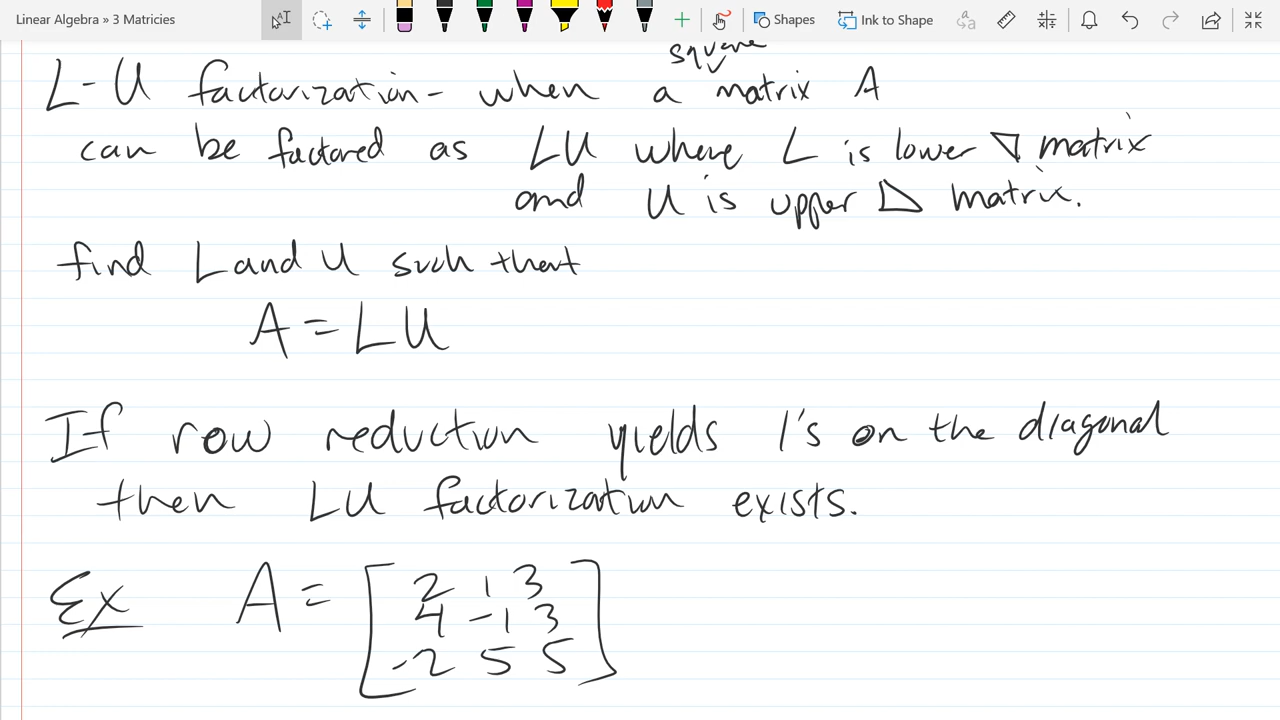 Linear Algebra » 3 Matricies
Shapes
Ink to Shape
square
L-U factorization - when a matrix A
can be factored as LU where L is lower matrix
and U is upper matrix.
find L and U such that
A = LU
If row reduction yields 1's on the diagonal
then LU factorization exists.
Ex A = [2 1 3
4 -1 3
-2 5 5]